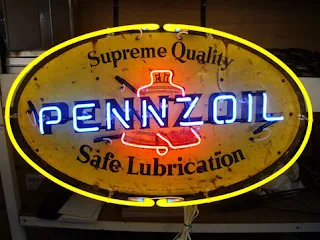 Supreme Quality
PENNZOIL
Safe Lubrication